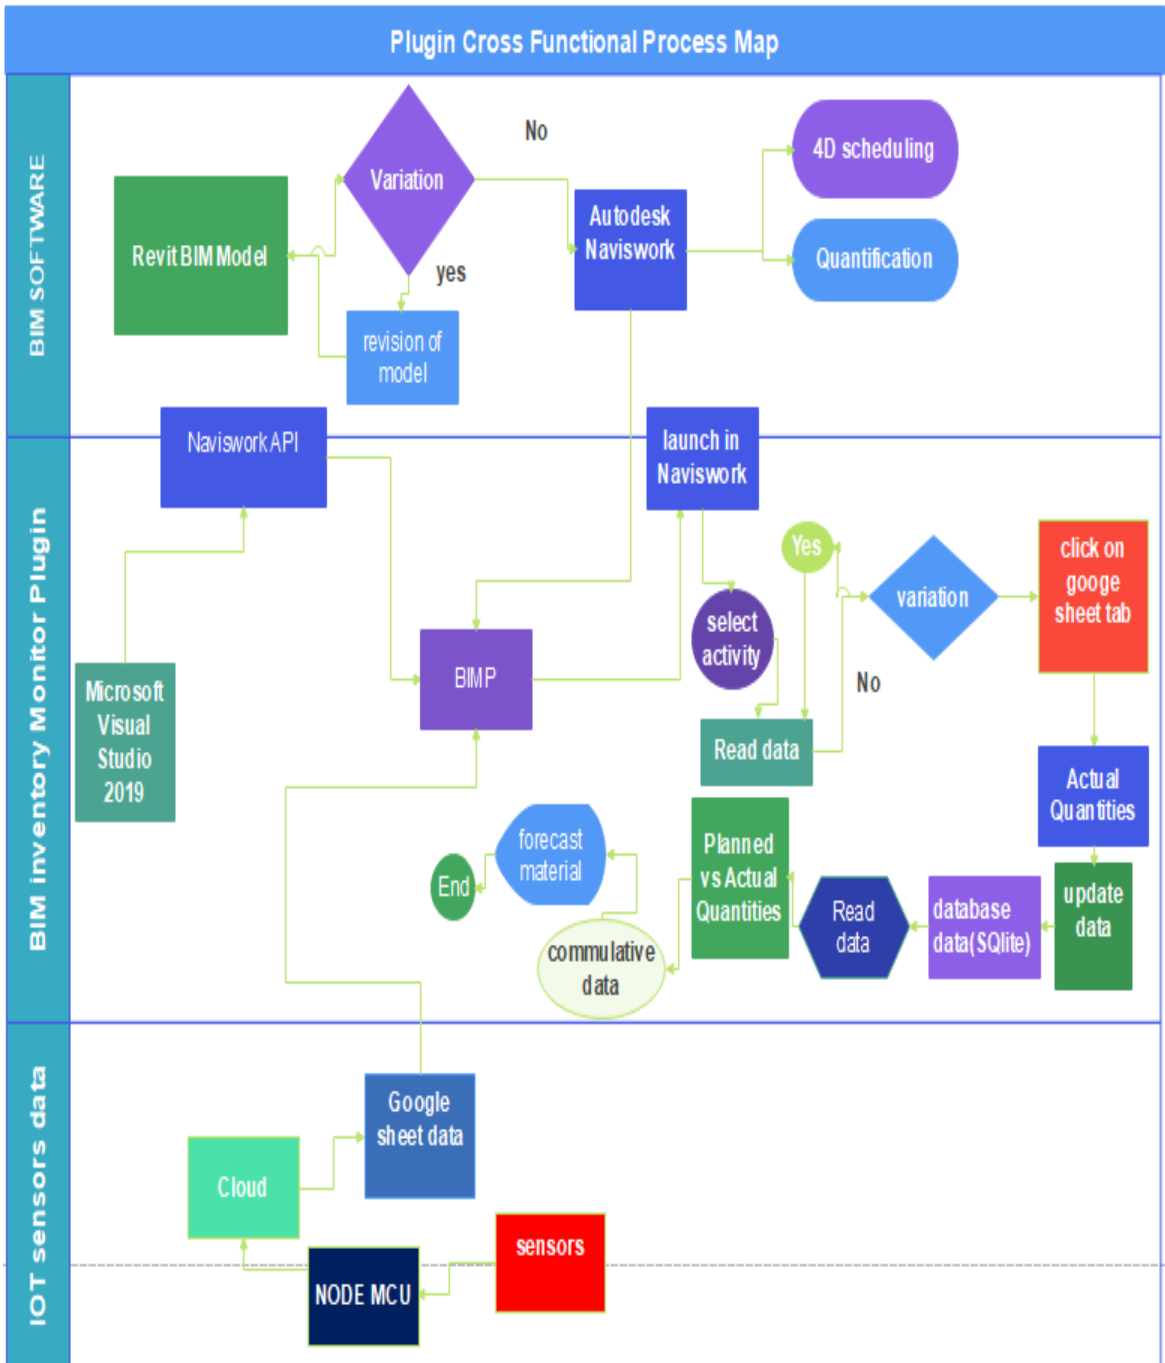 Plugin Cross Functional Process Map
BIM SOFTWARE
No
4D scheduling
Variation
Autodesk
Naviswork
Revit BIM Model
Quantification
yes
revision of
model
BIM inventory Monitor Plugin
Naviswork API
launch in
Naviswork
Yes
click on
googe
sheet tab
variation
select
activity
BIMP
No
Microsoft
Visual
Studio
2019
Read data
Actual
Quantities
Planned
vs Actual
Quantities
forecast
material
End
update
data
Read
data
database
data(SQlite)
commulative
data
IOT sensors data
Google
sheet data
Cloud
sensors
NODE MCU